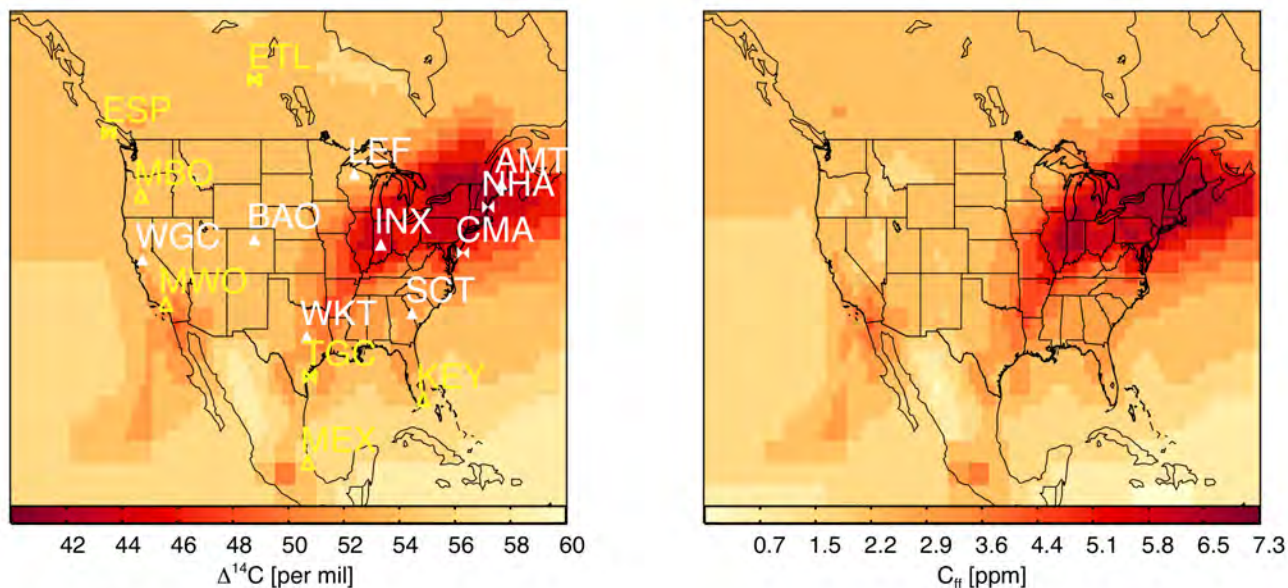 ETL
ESP
LEF
AMT
MBO
NHA
BAO
INX
CMA
WGC
MWO
SCT
WKT
TGC
KEY
MEX
42 44 46 48 50 52 54 56 58 60
Δ¹⁴C [per mil]
0.7 1.5 2.2 2.9 3.6 4.4 5.1 5.8 6.5 7.3
C_ff [ppm]